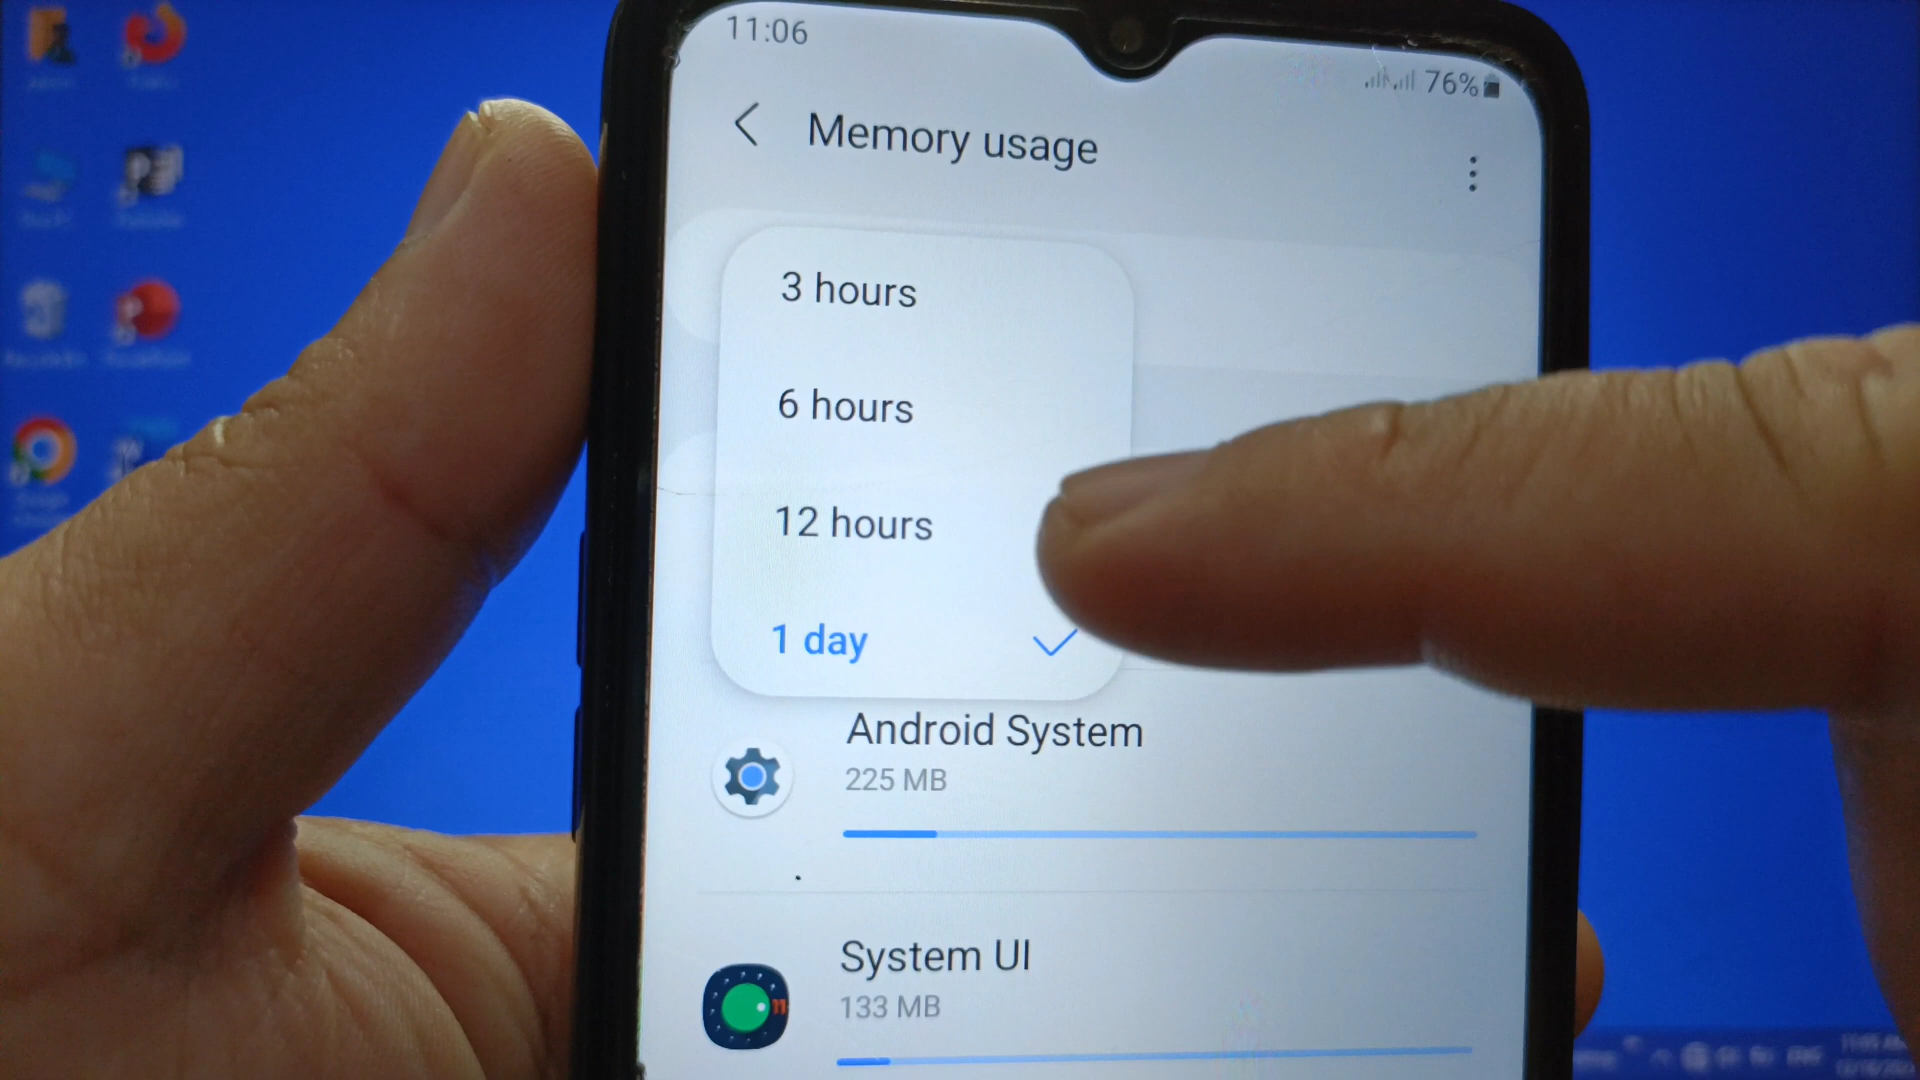 11:06
76%
Memory usage
3 hours
6 hours
12 hours
1 day
Android System
225 MB
System UI
133 MB